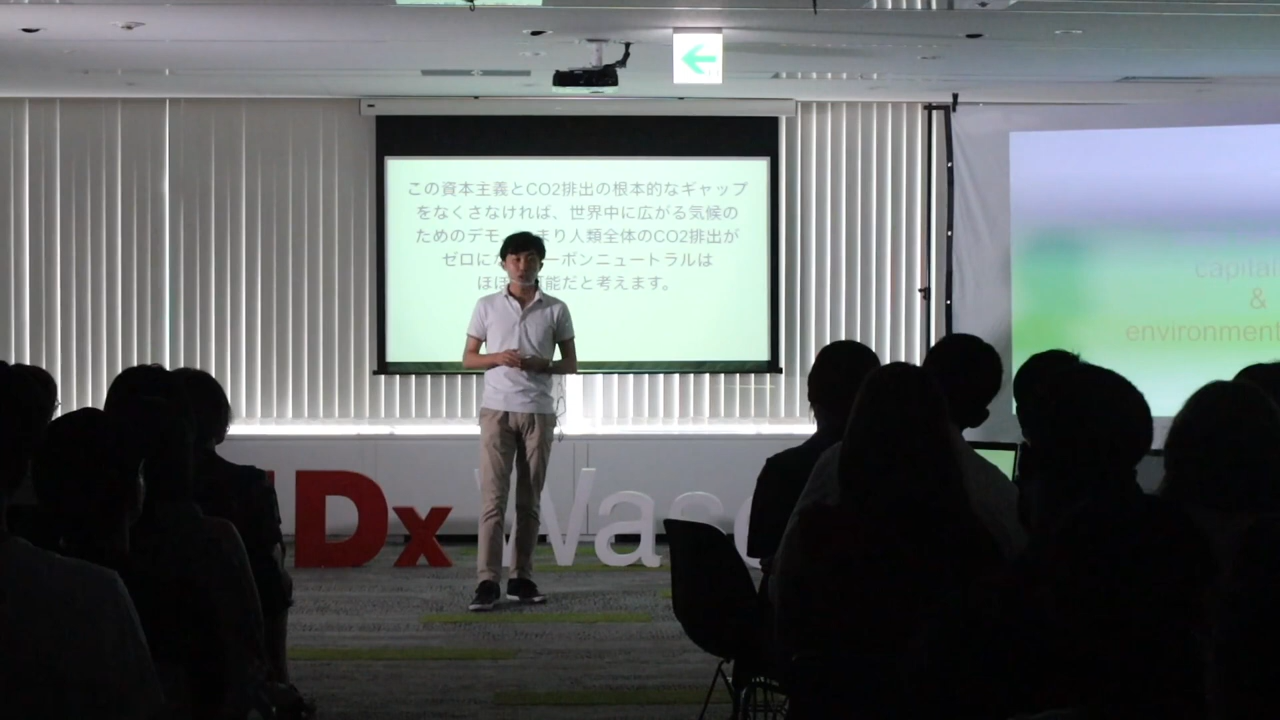 この資本主義とCO2排出の根本的なギャップ
をなくさなければ、世界中に広がる気候の
ためのデモ、 まり人類全体のCO2排出が
ゼロに ーボンニュートラルは
ほぼ 可能だと考えます。
capital
&
environment
Dx Was